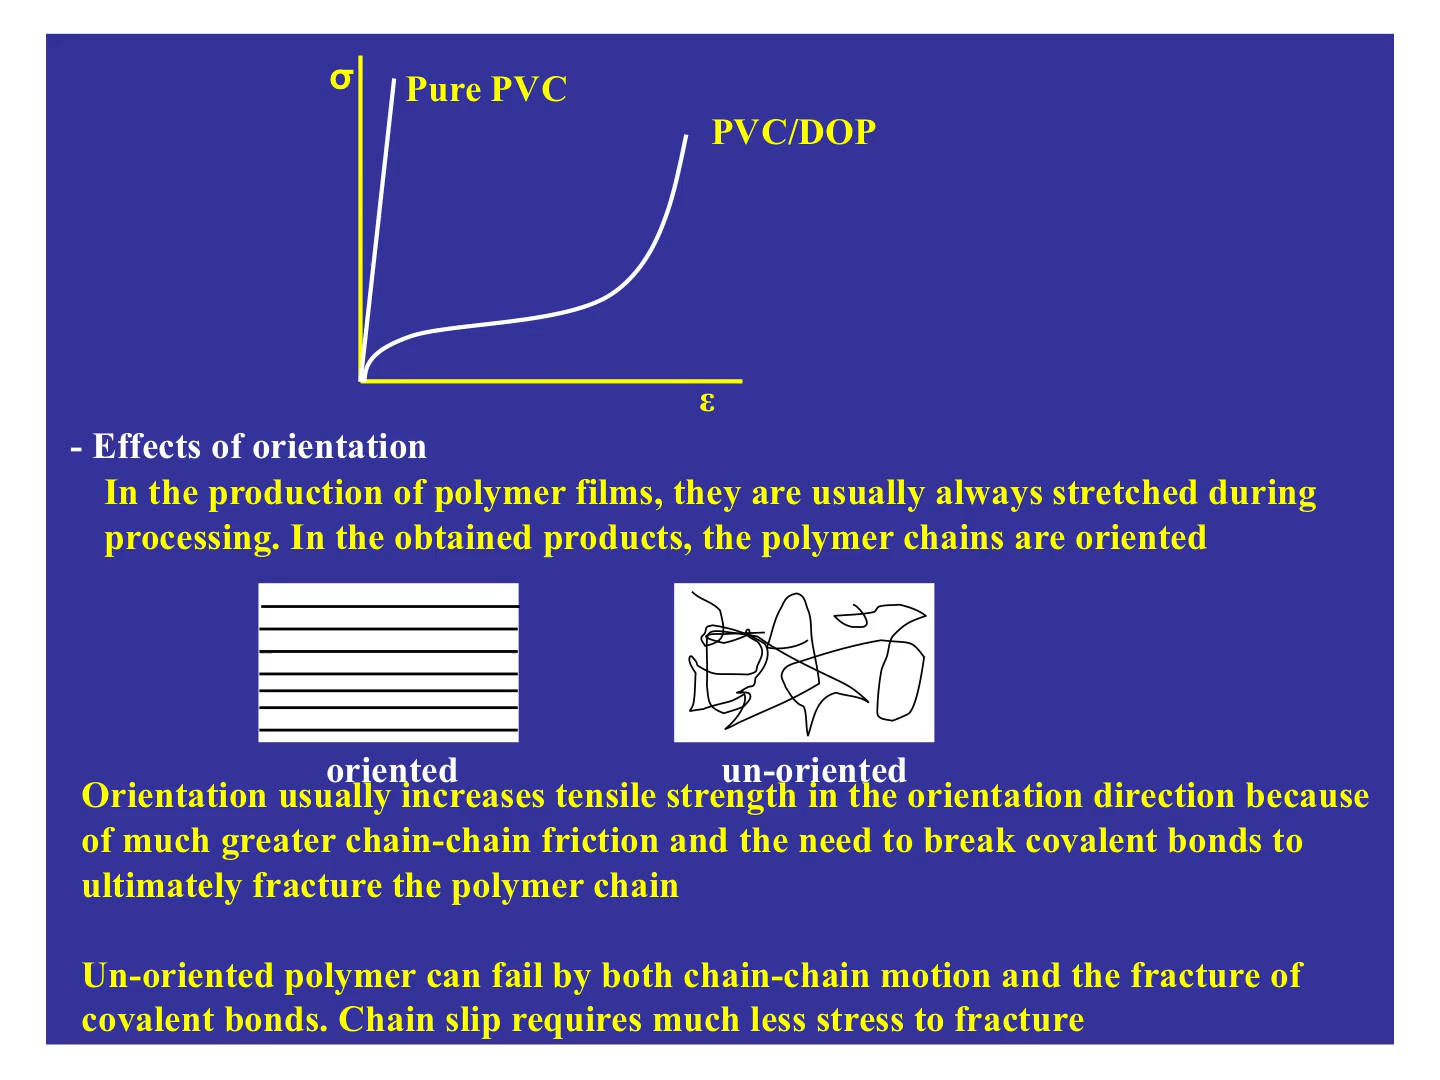 σ
Pure PVC
PVC/DOP
ε
- Effects of orientation
In the production of polymer films, they are usually always stretched during
processing. In the obtained products, the polymer chains are oriented
oriented
un-oriented
Orientation usually increases tensile strength in the orientation direction because
of much greater chain-chain friction and the need to break covalent bonds to
ultimately fracture the polymer chain
Un-oriented polymer can fail by both chain-chain motion and the fracture of
covalent bonds. Chain slip requires much less stress to fracture